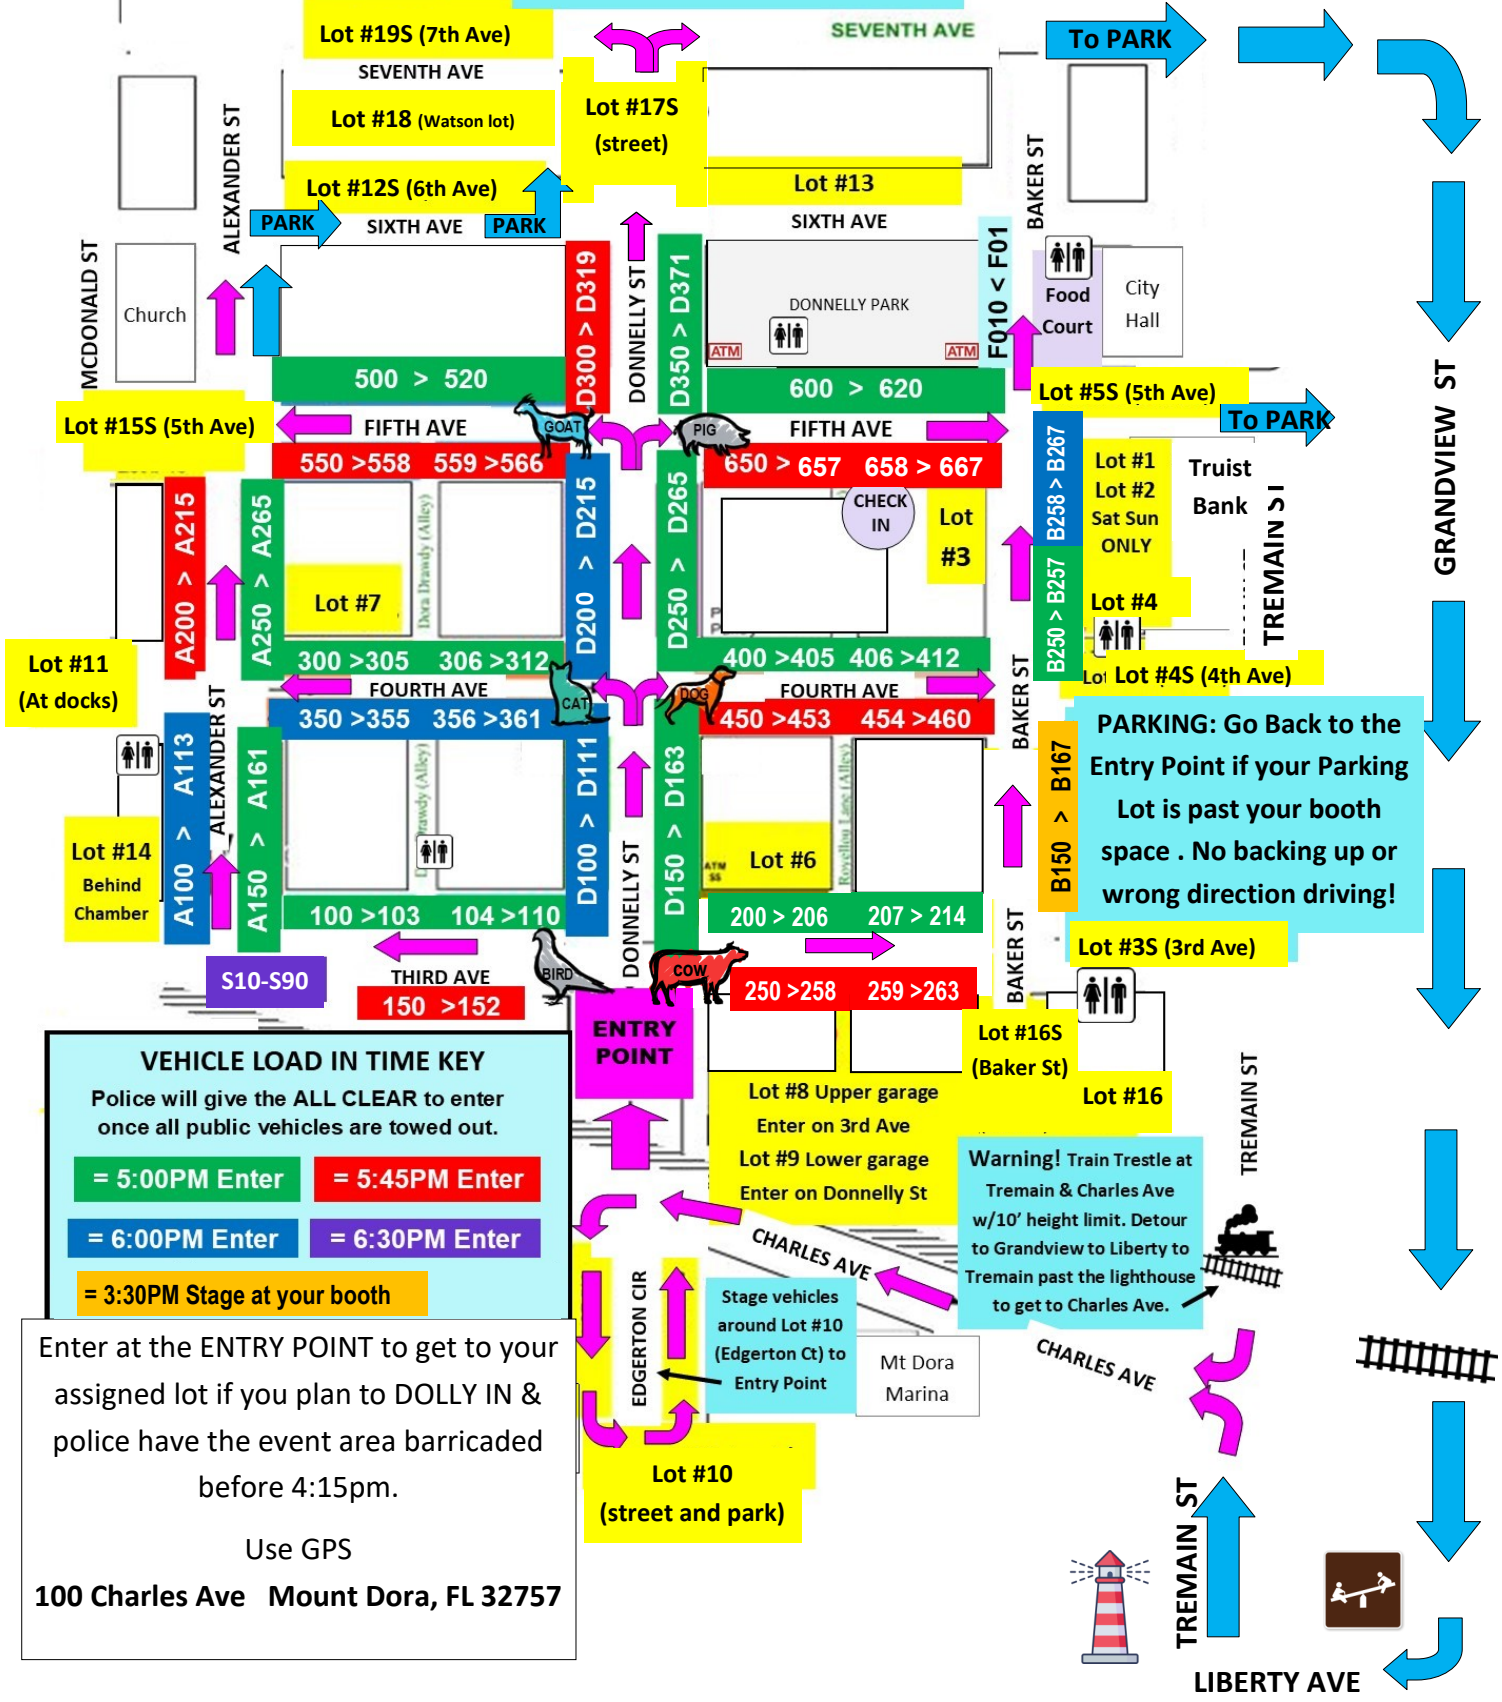 Lot #19S (7th Ave)
SEVENTH AVE
To PARK
SEVENTH AVE
Lot #18 (Watson lot)
Lot #17S
(street)
ALEXANDER ST
BAKER ST
Lot #12S (6th Ave)
Lot #13
PARK
SIXTH AVE
PARK
SIXTH AVE
MCDONALD ST
Church
D300 > D319
DONNELLY ST
D350 > D371
DONNELLY PARK
ATM
ATM
F010 < F01
Food
Court
City
Hall
GRANDVIEW ST
500 > 520
600 > 620
Lot #5S (5th Ave)
To PARK
Lot #15S (5th Ave)
FIFTH AVE
GOAT
PIG
FIFTH AVE
550 >558 559 >566
650 > 657 658 > 667
A200 > A215
A250 > A265
Dora Drawdy (Alley)
D200 > D215
D250 > D265
CHECK
IN
Lot
#3
B258 > B267
B250 > B257
Lot #1
Lot #2
Sat Sun
ONLY
Truist
Bank
TREMAIN ST
Lot #7
Lot #4
300 >305 306 >312
400 >405 406 >412
Lot #11
(At docks)
Lot
Lot #4S (4th Ave)
FOURTH AVE
CAT
DOG
FOURTH AVE
BAKER ST
350 >355 356 >361
450 >453 454 >460
A100 > A113
ALEXANDER ST
A150 > A161
Drawdy (Alley)
D100 > D111
DONNELLY ST
D150 > D163
Royellou Lane (Alley)
B150 > B167
PARKING: Go Back to the
Entry Point if your Parking
Lot is past your booth
space . No backing up or
wrong direction driving!
Lot #14
Behind
Chamber
ATM
SS
Lot #6
100 >103 104 >110
200 > 206 207 > 214
BAKER ST
Lot #3S (3rd Ave)
S10-S90
THIRD AVE
BIRD
COW
150 >152
250 >258 259 >263
ENTRY
POINT
Lot #16S
(Baker St)
Lot #16
VEHICLE LOAD IN TIME KEY
Police will give the ALL CLEAR to enter
once all public vehicles are towed out.
= 5:00PM Enter
= 5:45PM Enter
= 6:00PM Enter
= 6:30PM Enter
= 3:30PM Stage at your booth
Lot #8 Upper garage
Enter on 3rd Ave
Lot #9 Lower garage
Enter on Donnelly St
TREMAIN ST
Warning! Train Trestle at
Tremain & Charles Ave
w/10’ height limit. Detour
to Grandview to Liberty to
Tremain past the lighthouse
to get to Charles Ave.
CHARLES AVE
EDGERTON CIR
Stage vehicles
around Lot #10
(Edgerton Ct) to
Entry Point
Mt Dora
Marina
CHARLES AVE
Enter at the ENTRY POINT to get to your
assigned lot if you plan to DOLLY IN &
police have the event area barricaded
before 4:15pm.
Use GPS
100 Charles Ave Mount Dora, FL 32757
Lot #10
(street and park)
TREMAIN ST
LIBERTY AVE